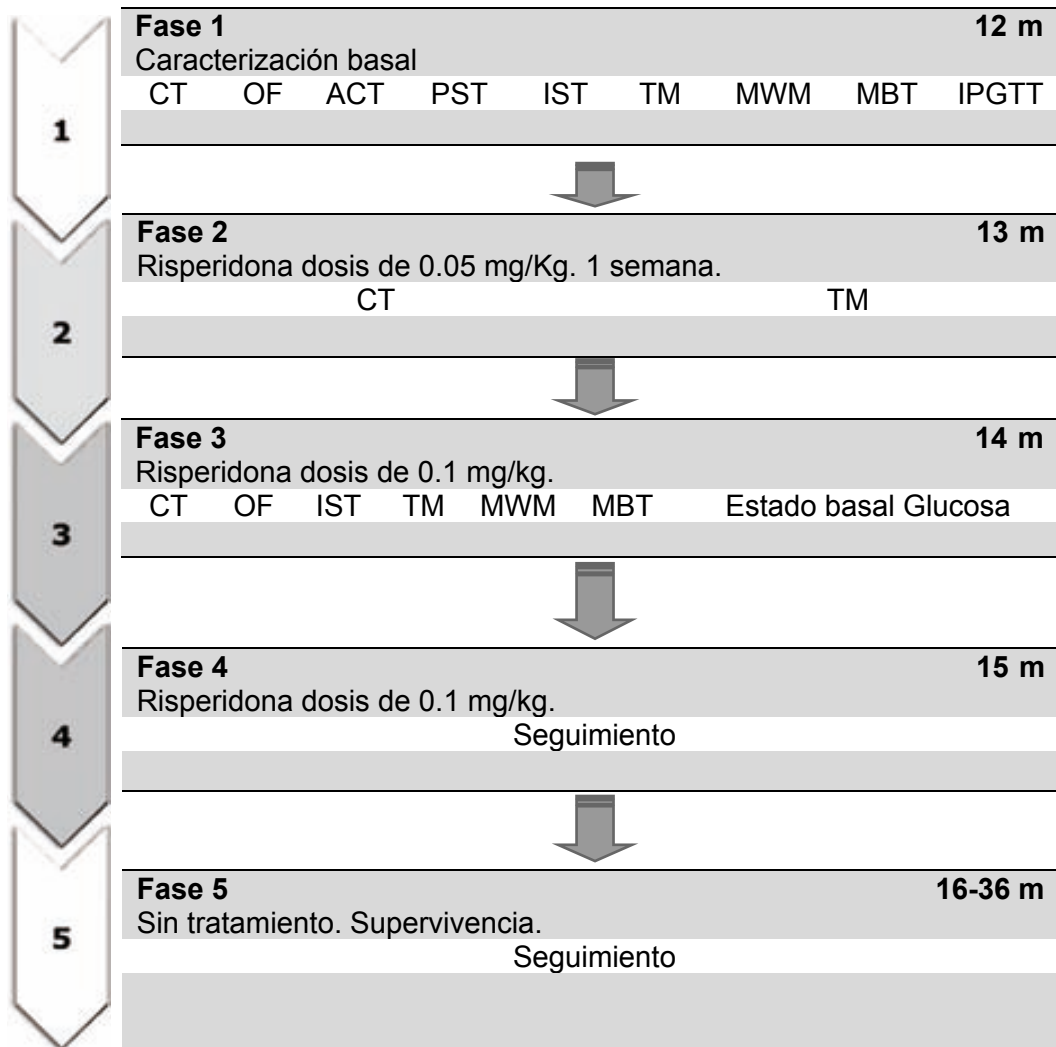 1
Fase 1 12 m
Caracterización basal
CT OF ACT PST IST TM MWM MBT IPGTT
2
Fase 2 13 m
Risperidona dosis de 0.05 mg/Kg. 1 semana.
CT TM
3
Fase 3 14 m
Risperidona dosis de 0.1 mg/kg.
CT OF IST TM MWM MBT Estado basal Glucosa
4
Fase 4 15 m
Risperidona dosis de 0.1 mg/kg.
Seguimiento
5
Fase 5 16-36 m
Sin tratamiento. Supervivencia.
Seguimiento